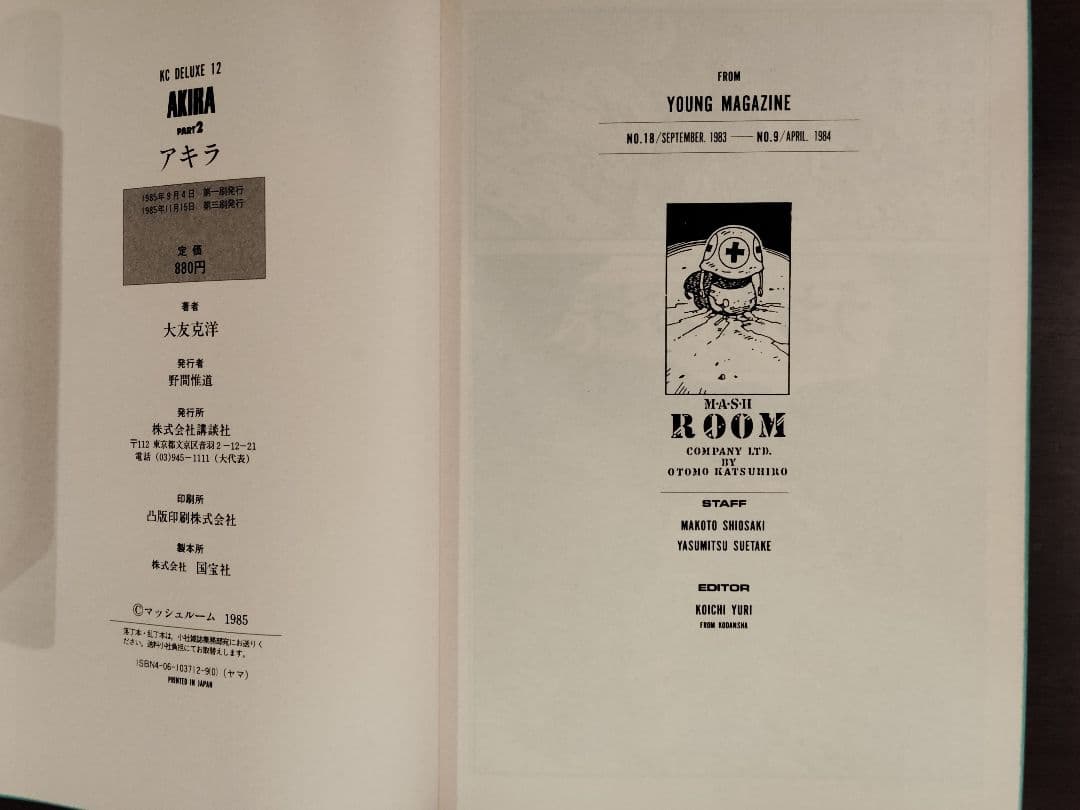 KC DELUXE 12
AKIRA
PART2
アキラ
1985年9月4日 第一刷発行
1985年11月15日 第三刷発行
定価
880円
著者
大友克洋
発行者
野間惟道
発行所
株式会社講談社
〒112 東京都文京区音羽2-12-21
電話 (03)945-1111 (大代表)
印刷所
凸版印刷株式会社
製本所
株式会社 国宝社
©マッシュルーム 1985
落丁本・乱丁本は、小社雑誌業務部宛にお送りく
ださい。送料小社負担にてお取替えします。
ISBN4-06-103712-9(0) (ヤマ)
PRINTED IN JAPAN
FROM
YOUNG MAGAZINE
NO.18/SEPTEMBER. 1983 — NO.9/APRIL. 1984
M·A·S·H
ROOM
COMPANY LTD.
BY
OTOMO KATSUHIRO
STAFF
MAKOTO SHIOSAKI
YASUMITSU SUETAKE
EDITOR
KOICHI YURI
FROM KODANSHA